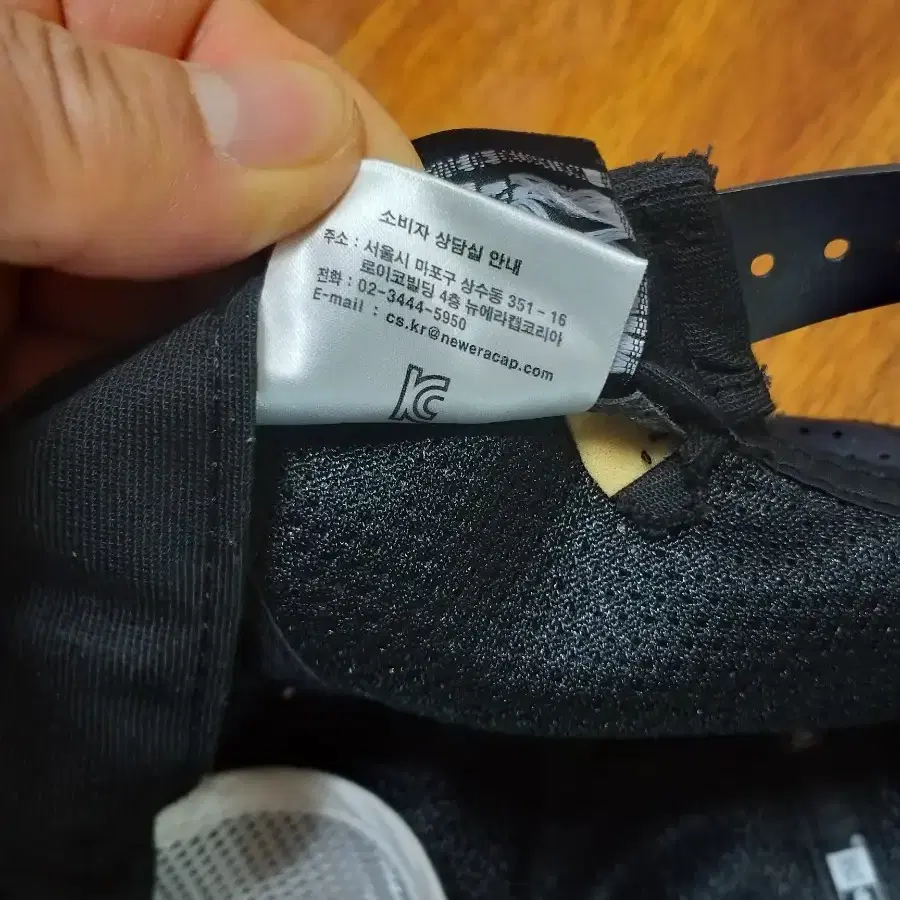 소비자 상담실 안내
주소 : 서울시 마포구 상수동 351-16
로이코빌딩 4층 뉴에라캡코리아
전화 : 02-3444-5950
E-mail : cs.kr@neweracap.com